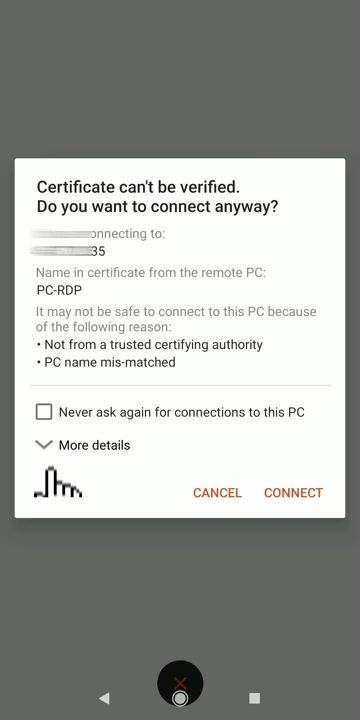 Certificate can't be verified.
Do you want to connect anyway?
onnecting to:
35
Name in certificate from the remote PC:
PC-RDP
It may not be safe to connect to this PC because
of the following reason:
• Not from a trusted certifying authority
• PC name mis-matched
Never ask again for connections to this PC
More details
CANCEL
CONNECT